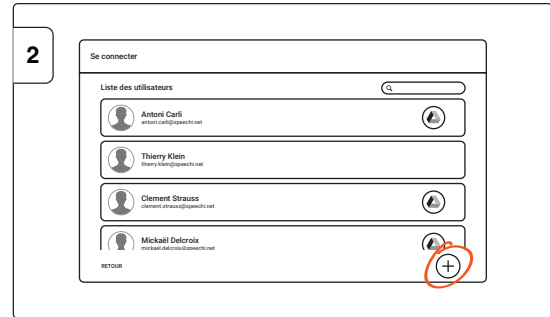 2
Se connecter
Liste des utilisateurs
Antoni Carli
antoni.carli@speechi.net
Thierry Klein
thierry.klein@speechi.net
Clement Strauss
clement.strauss@speechi.net
Mickaël Delcroix
mickael.delcroix@speechi.net
RETOUR